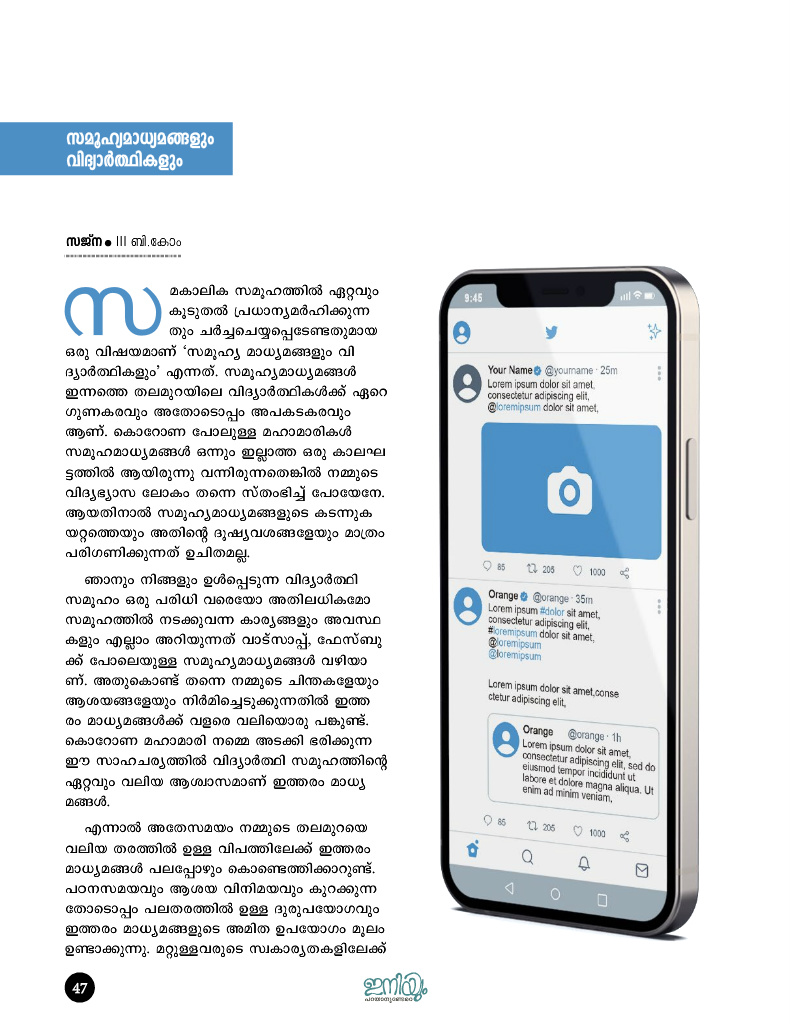 സമൂഹ്യമാധ്യമങ്ങളും
വിദ്യാർത്ഥികളും
സജ്ന ● III ബി.കോം
സമകാലിക സമൂഹത്തിൽ ഏറ്റവും
കൂടുതൽ പ്രധാന്യമർഹിക്കുന്ന
തും ചർച്ചചെയ്യപ്പെടേണ്ടതുമായ
ഒരു വിഷയമാണ് ‘സമൂഹ്യ മാധ്യമങ്ങളും വി
ദ്യാർത്ഥികളും’ എന്നത്. സമൂഹ്യമാധ്യമങ്ങൾ
ഇന്നത്തെ തലമുറയിലെ വിദ്യാർത്ഥികൾക്ക് ഏറെ
ഗുണകരവും അതോടൊപ്പം അപകടകരവും
ആണ്. കൊറോണ പോലുള്ള മഹാമാരികൾ
സമൂഹമാധ്യമങ്ങൾ ഒന്നും ഇല്ലാത്ത ഒരു കാലഘ
ട്ടത്തിൽ ആയിരുന്നു വന്നിരുന്നതെങ്കിൽ നമ്മുടെ
വിദ്യഭ്യാസ ലോകം തന്നെ സ്തംഭിച്ച് പോയേനേ.
ആയതിനാൽ സമൂഹ്യമാധ്യമങ്ങളുടെ കടന്നുക
യറ്റത്തെയും അതിന്റെ ദൂഷ്യവശങ്ങളേയും മാത്രം
പരിഗണിക്കുന്നത് ഉചിതമല്ല.
ഞാനും നിങ്ങളും ഉൾപ്പെടുന്ന വിദ്യാർത്ഥി
സമൂഹം ഒരു പരിധി വരെയോ അതിലധികമോ
സമൂഹത്തിൽ നടക്കുവന്ന കാര്യങ്ങളും അവസ്ഥ
കളും എല്ലാം അറിയുന്നത് വാട്സാപ്പ്, ഫേസ്ബു
ക്ക് പോലെയുള്ള സമൂഹ്യമാധ്യമങ്ങൾ വഴിയാ
ണ്. അതുകൊണ്ട് തന്നെ നമ്മുടെ ചിന്തകളേയും
ആശയങ്ങളേയും നിർമിച്ചെടുക്കുന്നതിൽ ഇത്ത
രം മാധ്യമങ്ങൾക്ക് വളരെ വലിയൊരു പങ്കുണ്ട്.
കൊറോണ മഹാമാരി നമ്മെ അടക്കി ഭരിക്കുന്ന
ഈ സാഹചര്യത്തിൽ വിദ്യാർത്ഥി സമൂഹത്തിന്റെ
ഏറ്റവും വലിയ ആശ്വാസമാണ് ഇത്തരം മാധ്യ
മങ്ങൾ.
എന്നാൽ അതേസമയം നമ്മുടെ തലമുറയെ
വലിയ തരത്തിൽ ഉള്ള വിപത്തിലേക്ക് ഇത്തരം
മാധ്യമങ്ങൾ പലപ്പോഴും കൊണ്ടെത്തിക്കാറുണ്ട്.
പഠനസമയവും ആശയ വിനിമയവും കുറക്കുന്ന
തോടൊപ്പം പലതരത്തിൽ ഉള്ള ദുരുപയോഗവും
ഇത്തരം മാധ്യമങ്ങളുടെ അമിത ഉപയോഗം മൂലം
ഉണ്ടാക്കുന്നു. മറ്റുള്ളവരുടെ സ്വകാര്യതകളിലേക്ക്
9:45
Your Name @yourname · 25m
Lorem ipsum dolor sit amet,
consectetur adipiscing elit,
@loremipsum dolor sit amet,
85 205 1000
Orange @orange · 35m
Lorem ipsum #dolor sit amet,
consectetur adipiscing elit,
#loremipsum dolor sit amet,
@loremipsum
@loremipsum
Lorem ipsum dolor sit amet,conse
ctetur adipiscing elit,
Orange @orange · 1h
Lorem ipsum dolor sit amet,
consectetur adipiscing elit, sed do
eiusmod tempor incididunt ut
labore et dolore magna aliqua. Ut
enim ad minim veniam,
85 205 1000
47
ഇനിയും
പറയാനുണ്ടേറെ